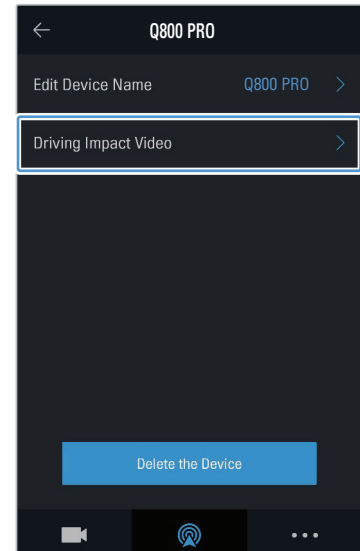 Q800 PRO
Edit Device Name Q800 PRO
Driving Impact Video
Delete the Device